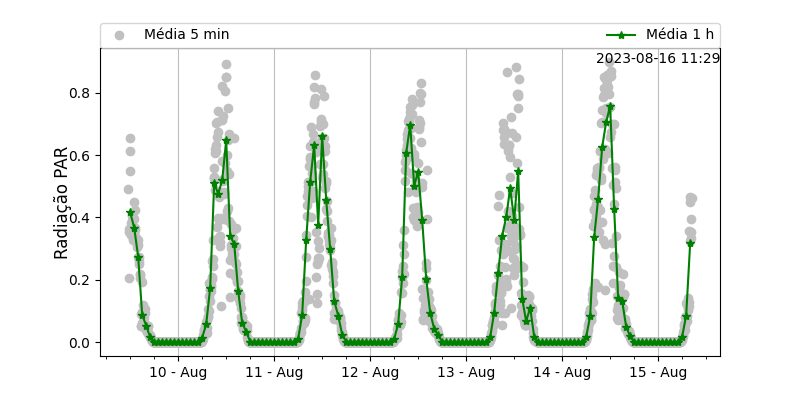 Média 5 min
Média 1 h
2023-08-16 11:29
Radiação PAR
0.8
0.6
0.4
0.2
0.0
10 - Aug
11 - Aug
12 - Aug
13 - Aug
14 - Aug
15 - Aug